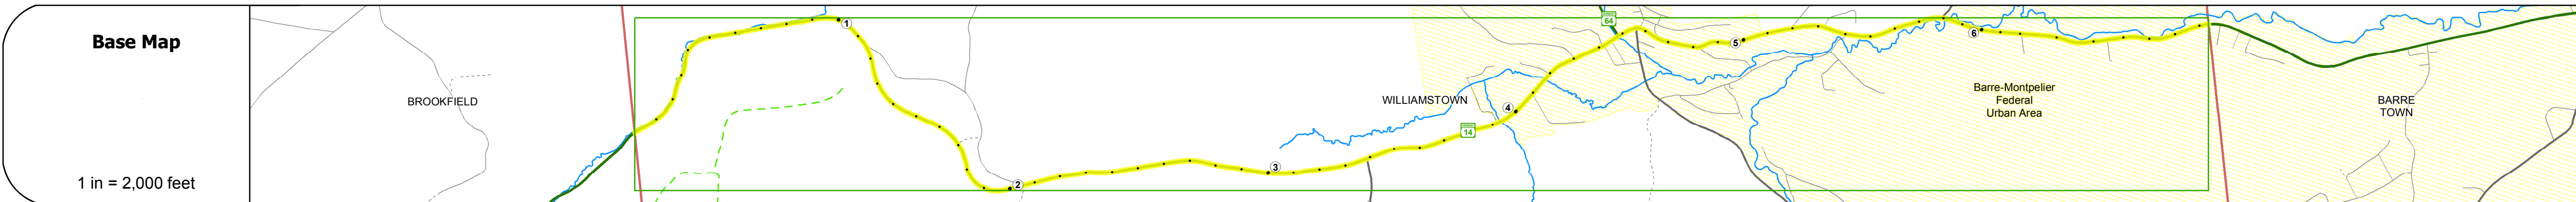 Base Map
1 in = 2,000 feet
BROOKFIELD
1
2
3
WILLIAMSTOWN
4
14
64
5
6
Barre-Montpelier
Federal
Urban Area
BARRE
TOWN